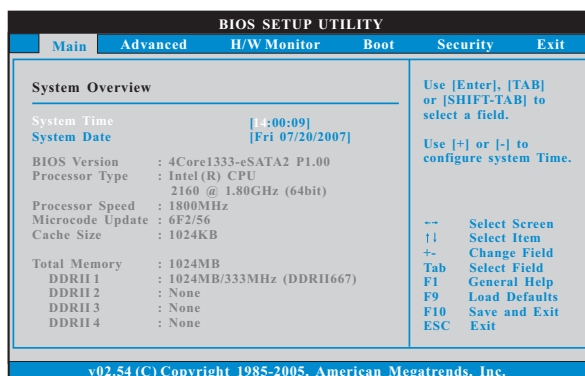 BIOS SETUP UTILITY
Main Advanced H/W Monitor Boot Security Exit
System Overview
System Time [14:00:09]
System Date [Fri 07/20/2007]
BIOS Version : 4Core1333-eSATA2 P1.00
Processor Type : Intel (R) CPU
2160 @ 1.80GHz (64bit)
Processor Speed : 1800MHz
Microcode Update : 6F2/56
Cache Size : 1024KB
Total Memory : 1024MB
DDRII 1 : 1024MB/333MHz (DDRII667)
DDRII 2 : None
DDRII 3 : None
DDRII 4 : None
Use [Enter], [TAB]
or [SHIFT-TAB] to
select a field.
Use [+] or [-] to
configure system Time.
←→ Select Screen
↑↓ Select Item
+- Change Field
Tab Select Field
F1 General Help
F9 Load Defaults
F10 Save and Exit
ESC Exit
v02.54 (C) Copyright 1985-2005, American Megatrends, Inc.